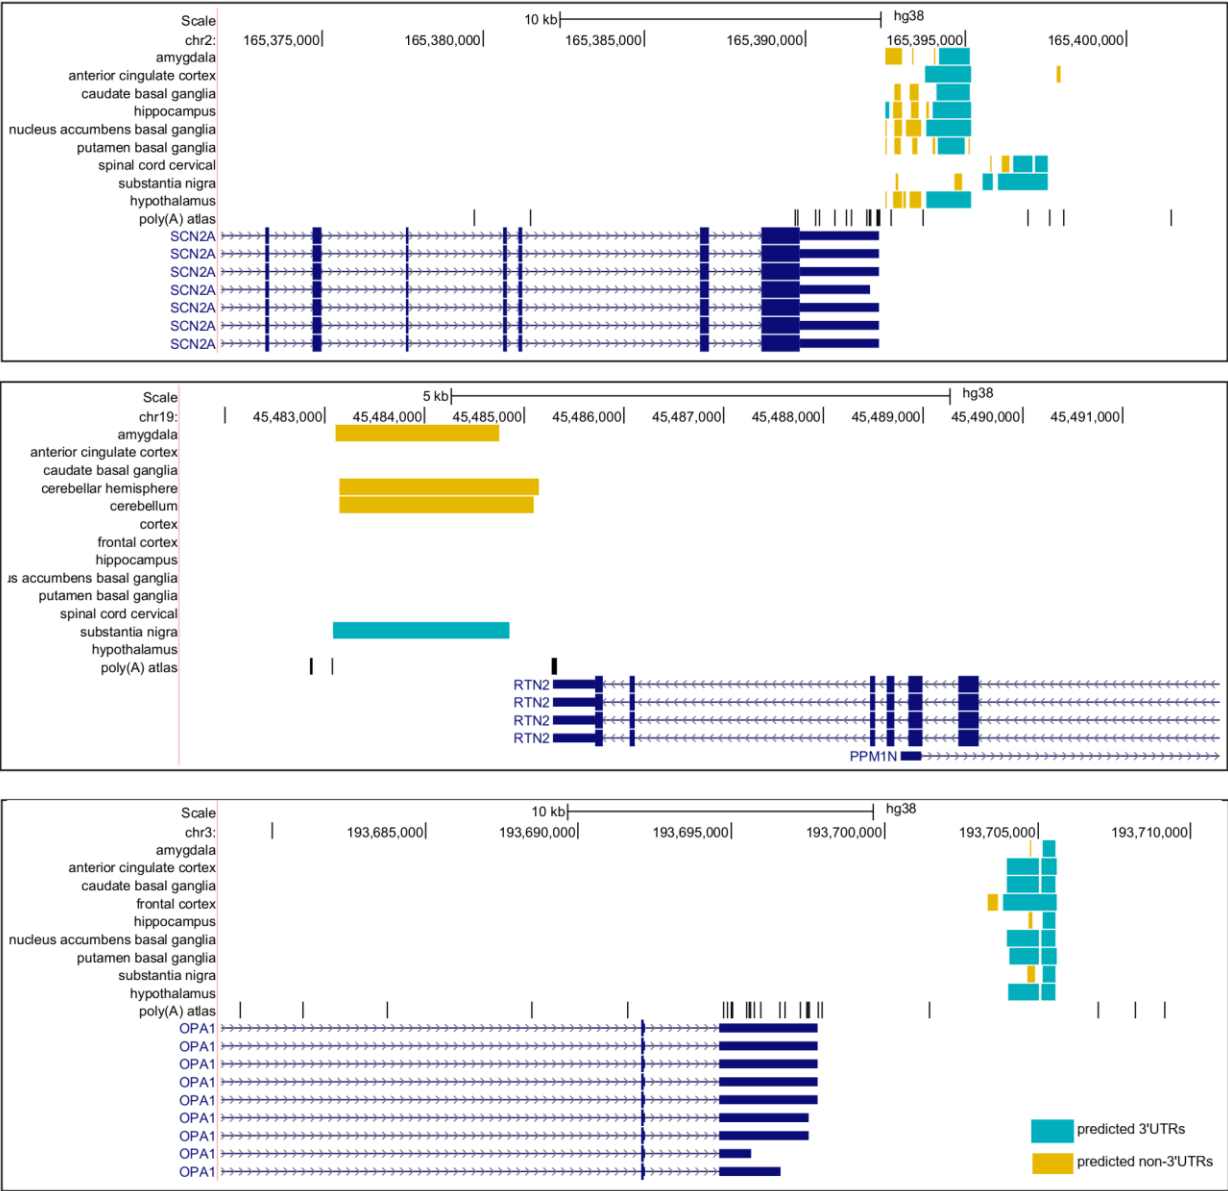 Scale 10 kb hg38
chr2: 165,375,000 165,380,000 165,385,000 165,390,000 165,395,000 165,400,000
amygdala
anterior cingulate cortex
caudate basal ganglia
hippocampus
nucleus accumbens basal ganglia
putamen basal ganglia
spinal cord cervical
substantia nigra
hypothalamus
poly(A) atlas
SCN2A
SCN2A
SCN2A
SCN2A
SCN2A
SCN2A
SCN2A
Scale 5 kb hg38
chr19: 45,483,000 45,484,000 45,485,000 45,486,000 45,487,000 45,488,000 45,489,000 45,490,000 45,491,000
amygdala
anterior cingulate cortex
caudate basal ganglia
cerebellar hemisphere
cerebellum
cortex
frontal cortex
hippocampus
us accumbens basal ganglia
putamen basal ganglia
spinal cord cervical
substantia nigra
hypothalamus
poly(A) atlas
RTN2
RTN2
RTN2
RTN2
PPM1N
Scale 10 kb hg38
chr3: 193,685,000 193,690,000 193,695,000 193,700,000 193,705,000 193,710,000
amygdala
anterior cingulate cortex
caudate basal ganglia
frontal cortex
hippocampus
nucleus accumbens basal ganglia
putamen basal ganglia
substantia nigra
hypothalamus
poly(A) atlas
OPA1
OPA1
OPA1
OPA1
OPA1
OPA1
OPA1
OPA1
OPA1
predicted 3'UTRs
predicted non-3'UTRs